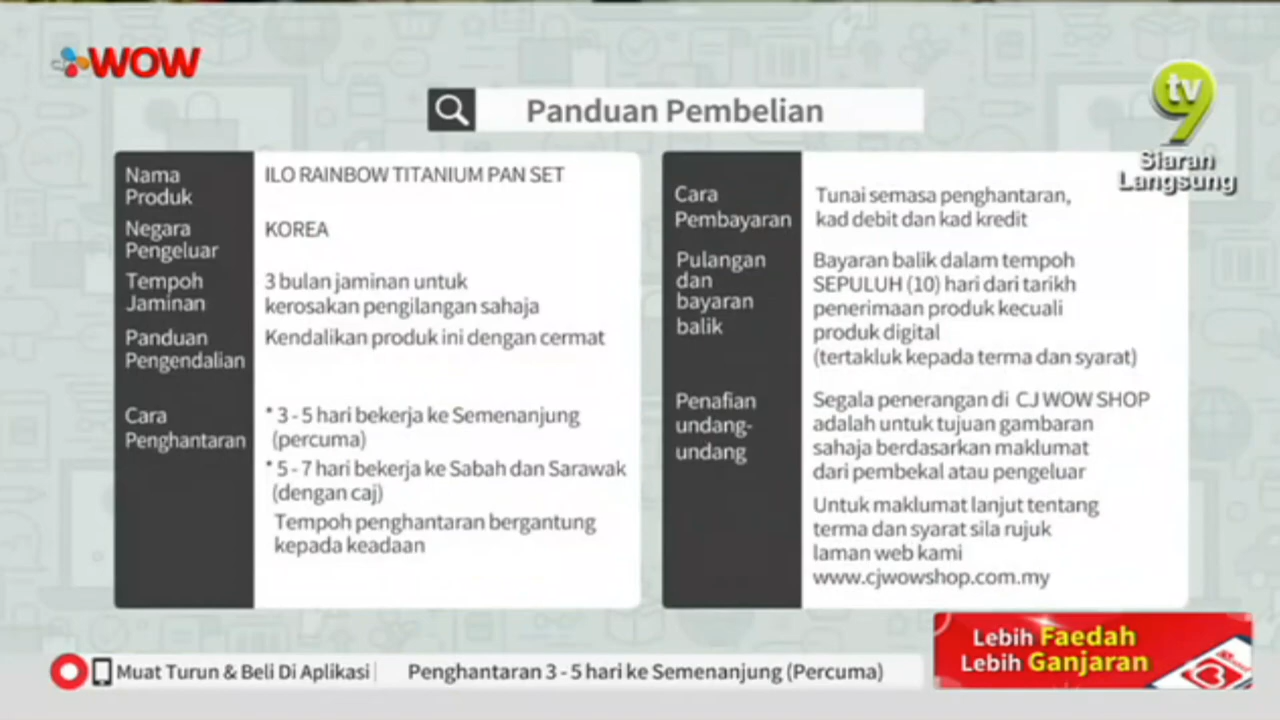 WOW
tv9
Siaran
Langsung
Panduan Pembelian
Nama
Produk
ILO RAINBOW TITANIUM PAN SET
Negara
Pengeluar
KOREA
Tempoh
Jaminan
3 bulan jaminan untuk
kerosakan pengilangan sahaja
Panduan
Pengendalian
Kendalikan produk ini dengan cermat
Cara
Penghantaran
* 3 - 5 hari bekerja ke Semenanjung
(percuma)
* 5 - 7 hari bekerja ke Sabah dan Sarawak
(dengan caj)
Tempoh penghantaran bergantung
kepada keadaan
Cara
Pembayaran
Tunai semasa penghantaran,
kad debit dan kad kredit
Pulangan
dan
bayaran
balik
Bayaran balik dalam tempoh
SEPULUH (10) hari dari tarikh
penerimaan produk kecuali
produk digital
(tertakluk kepada terma dan syarat)
Penafian
undang-
undang
Segala penerangan di CJ WOW SHOP
adalah untuk tujuan gambaran
sahaja berdasarkan maklumat
dari pembekal atau pengeluar
Untuk maklumat lanjut tentang
terma dan syarat sila rujuk
laman web kami
www.cjwowshop.com.my
Muat Turun & Beli Di Aplikasi
Penghantaran 3 - 5 hari ke Semenanjung (Percuma)
Lebih Faedah
Lebih Ganjaran